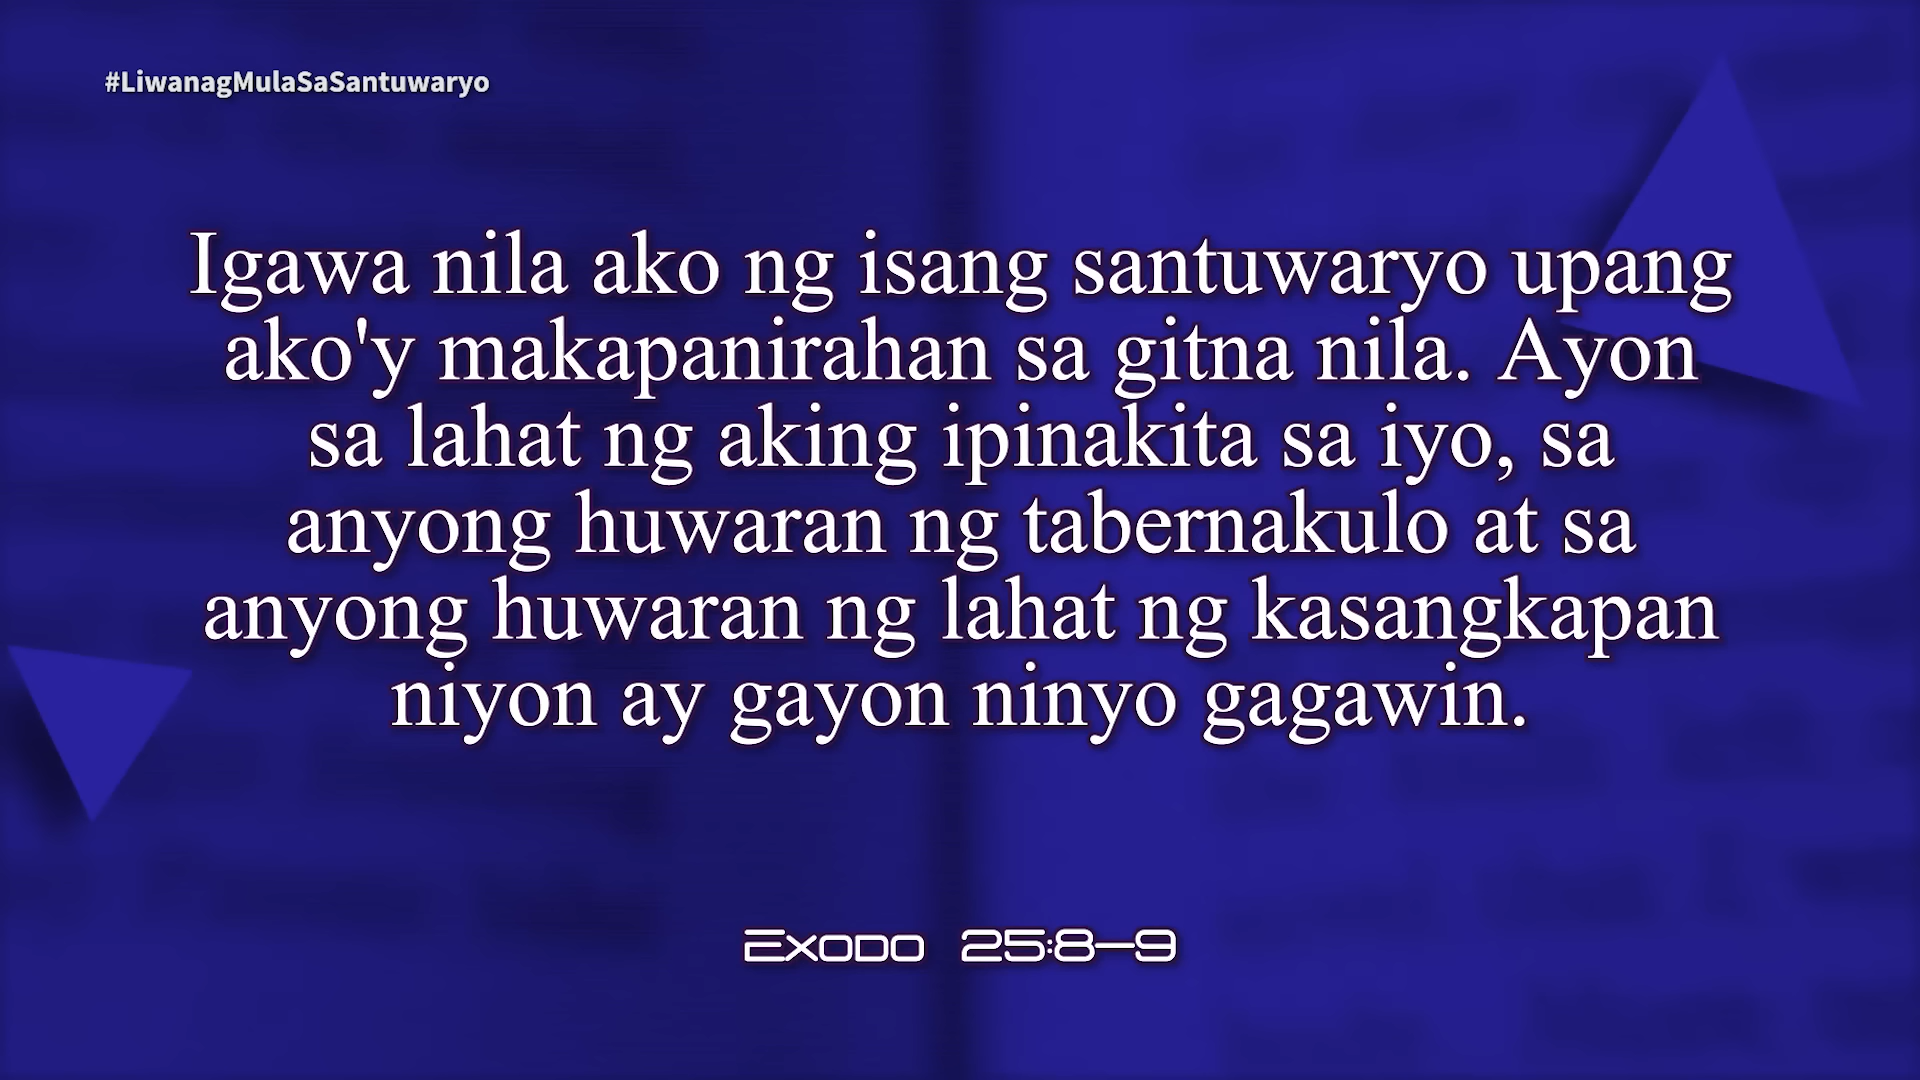 #LiwanagMulaSaSantuwaryo
Igawa nila ako ng isang santuwaryo upang
ako'y makapanirahan sa gitna nila. Ayon
sa lahat ng aking ipinakita sa iyo, sa
anyong huwaran ng tabernakulo at sa
anyong huwaran ng lahat ng kasangkapan
niyon ay gayon ninyo gagawin.
Exodo 25:8–9